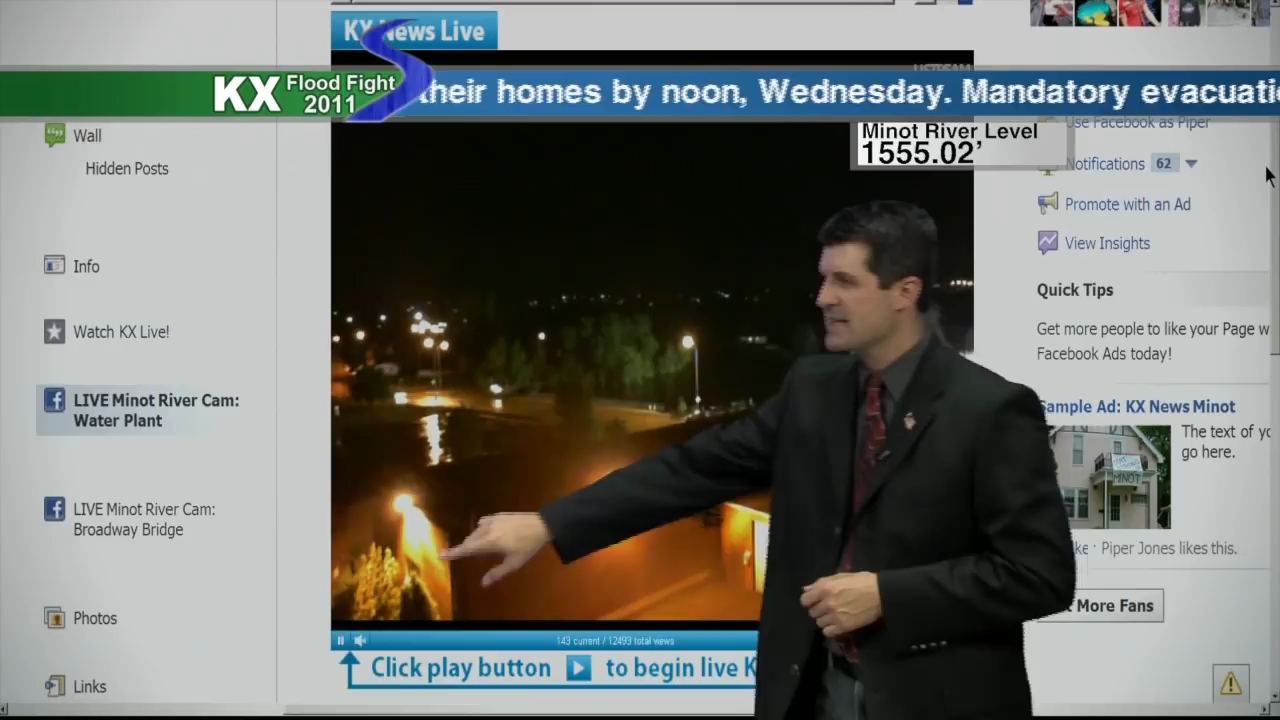 KX News Live
USTREAM
KX Flood Fight 2011
their homes by noon, Wednesday. Mandatory
Minot River Level
1555.02'
Wall
Hidden Posts
Info
Watch KX Live!
LIVE Minot River Cam:
Water Plant
LIVE Minot River Cam:
Broadway Bridge
Photos
Links
143 current / 12493 total views
Click play button to begin live
Use Facebook as Piper
Notifications 62
Promote with an Ad
View Insights
Quick Tips
Get more people to like your Page
Facebook Ads today!
Sample Ad: KX News Minot
The text of
go here.
MINOT
· Piper Jones likes this.
More Fans